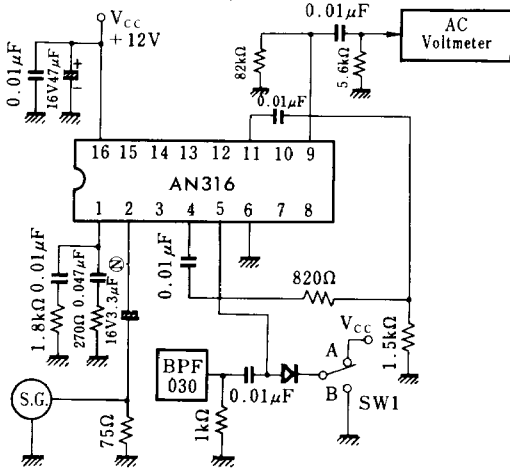 V_CC
+12V
0.01µF
16V47µF
+
−
0.01µF
AC
Voltmeter
82kΩ
5.6kΩ
0.01µF
16 15 14 13 12 11 10 9
AN316
1 2 3 4 5 6 7 8
0.01µF
1.8kΩ
0.047µF
270Ω
N
16V3.3µF
0.01µF
820Ω
1.5kΩ
V_CC
A
B
SW1
BPF
030
0.01µF
1kΩ
S.G.
75Ω